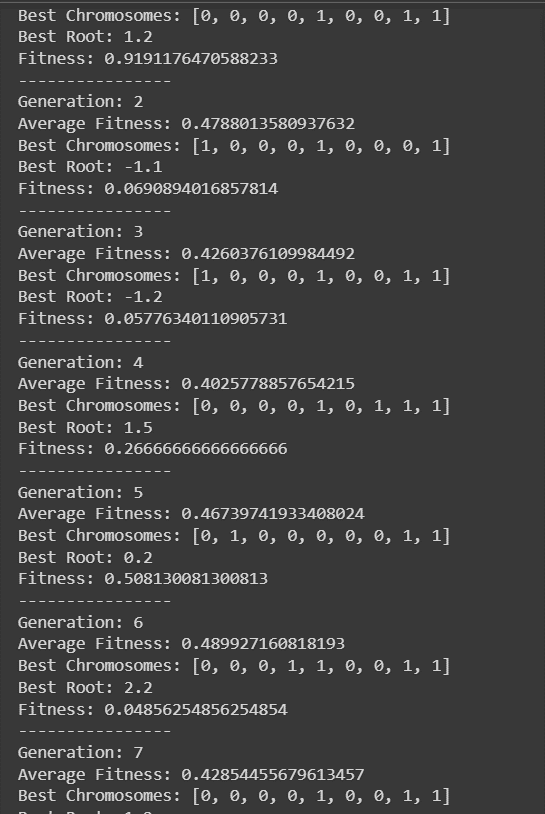 Best Chromosomes: [0, 0, 0, 0, 1, 0, 0, 1, 1]
Best Root: 1.2
Fitness: 0.9191176470588233
----------------
Generation: 2
Average Fitness: 0.4788013580937632
Best Chromosomes: [1, 0, 0, 0, 1, 0, 0, 0, 1]
Best Root: -1.1
Fitness: 0.0690894016857814
----------------
Generation: 3
Average Fitness: 0.4260376109984492
Best Chromosomes: [1, 0, 0, 0, 1, 0, 0, 1, 1]
Best Root: -1.2
Fitness: 0.05776340110905731
----------------
Generation: 4
Average Fitness: 0.4025778857654215
Best Chromosomes: [0, 0, 0, 0, 1, 0, 1, 1, 1]
Best Root: 1.5
Fitness: 0.26666666666666666
----------------
Generation: 5
Average Fitness: 0.46739741933408024
Best Chromosomes: [0, 1, 0, 0, 0, 0, 0, 1, 1]
Best Root: 0.2
Fitness: 0.508130081300813
----------------
Generation: 6
Average Fitness: 0.489927160818193
Best Chromosomes: [0, 0, 0, 1, 1, 0, 0, 1, 1]
Best Root: 2.2
Fitness: 0.04856254856254854
----------------
Generation: 7
Average Fitness: 0.42854455679613457
Best Chromosomes: [0, 0, 0, 0, 1, 0, 0, 1, 1]